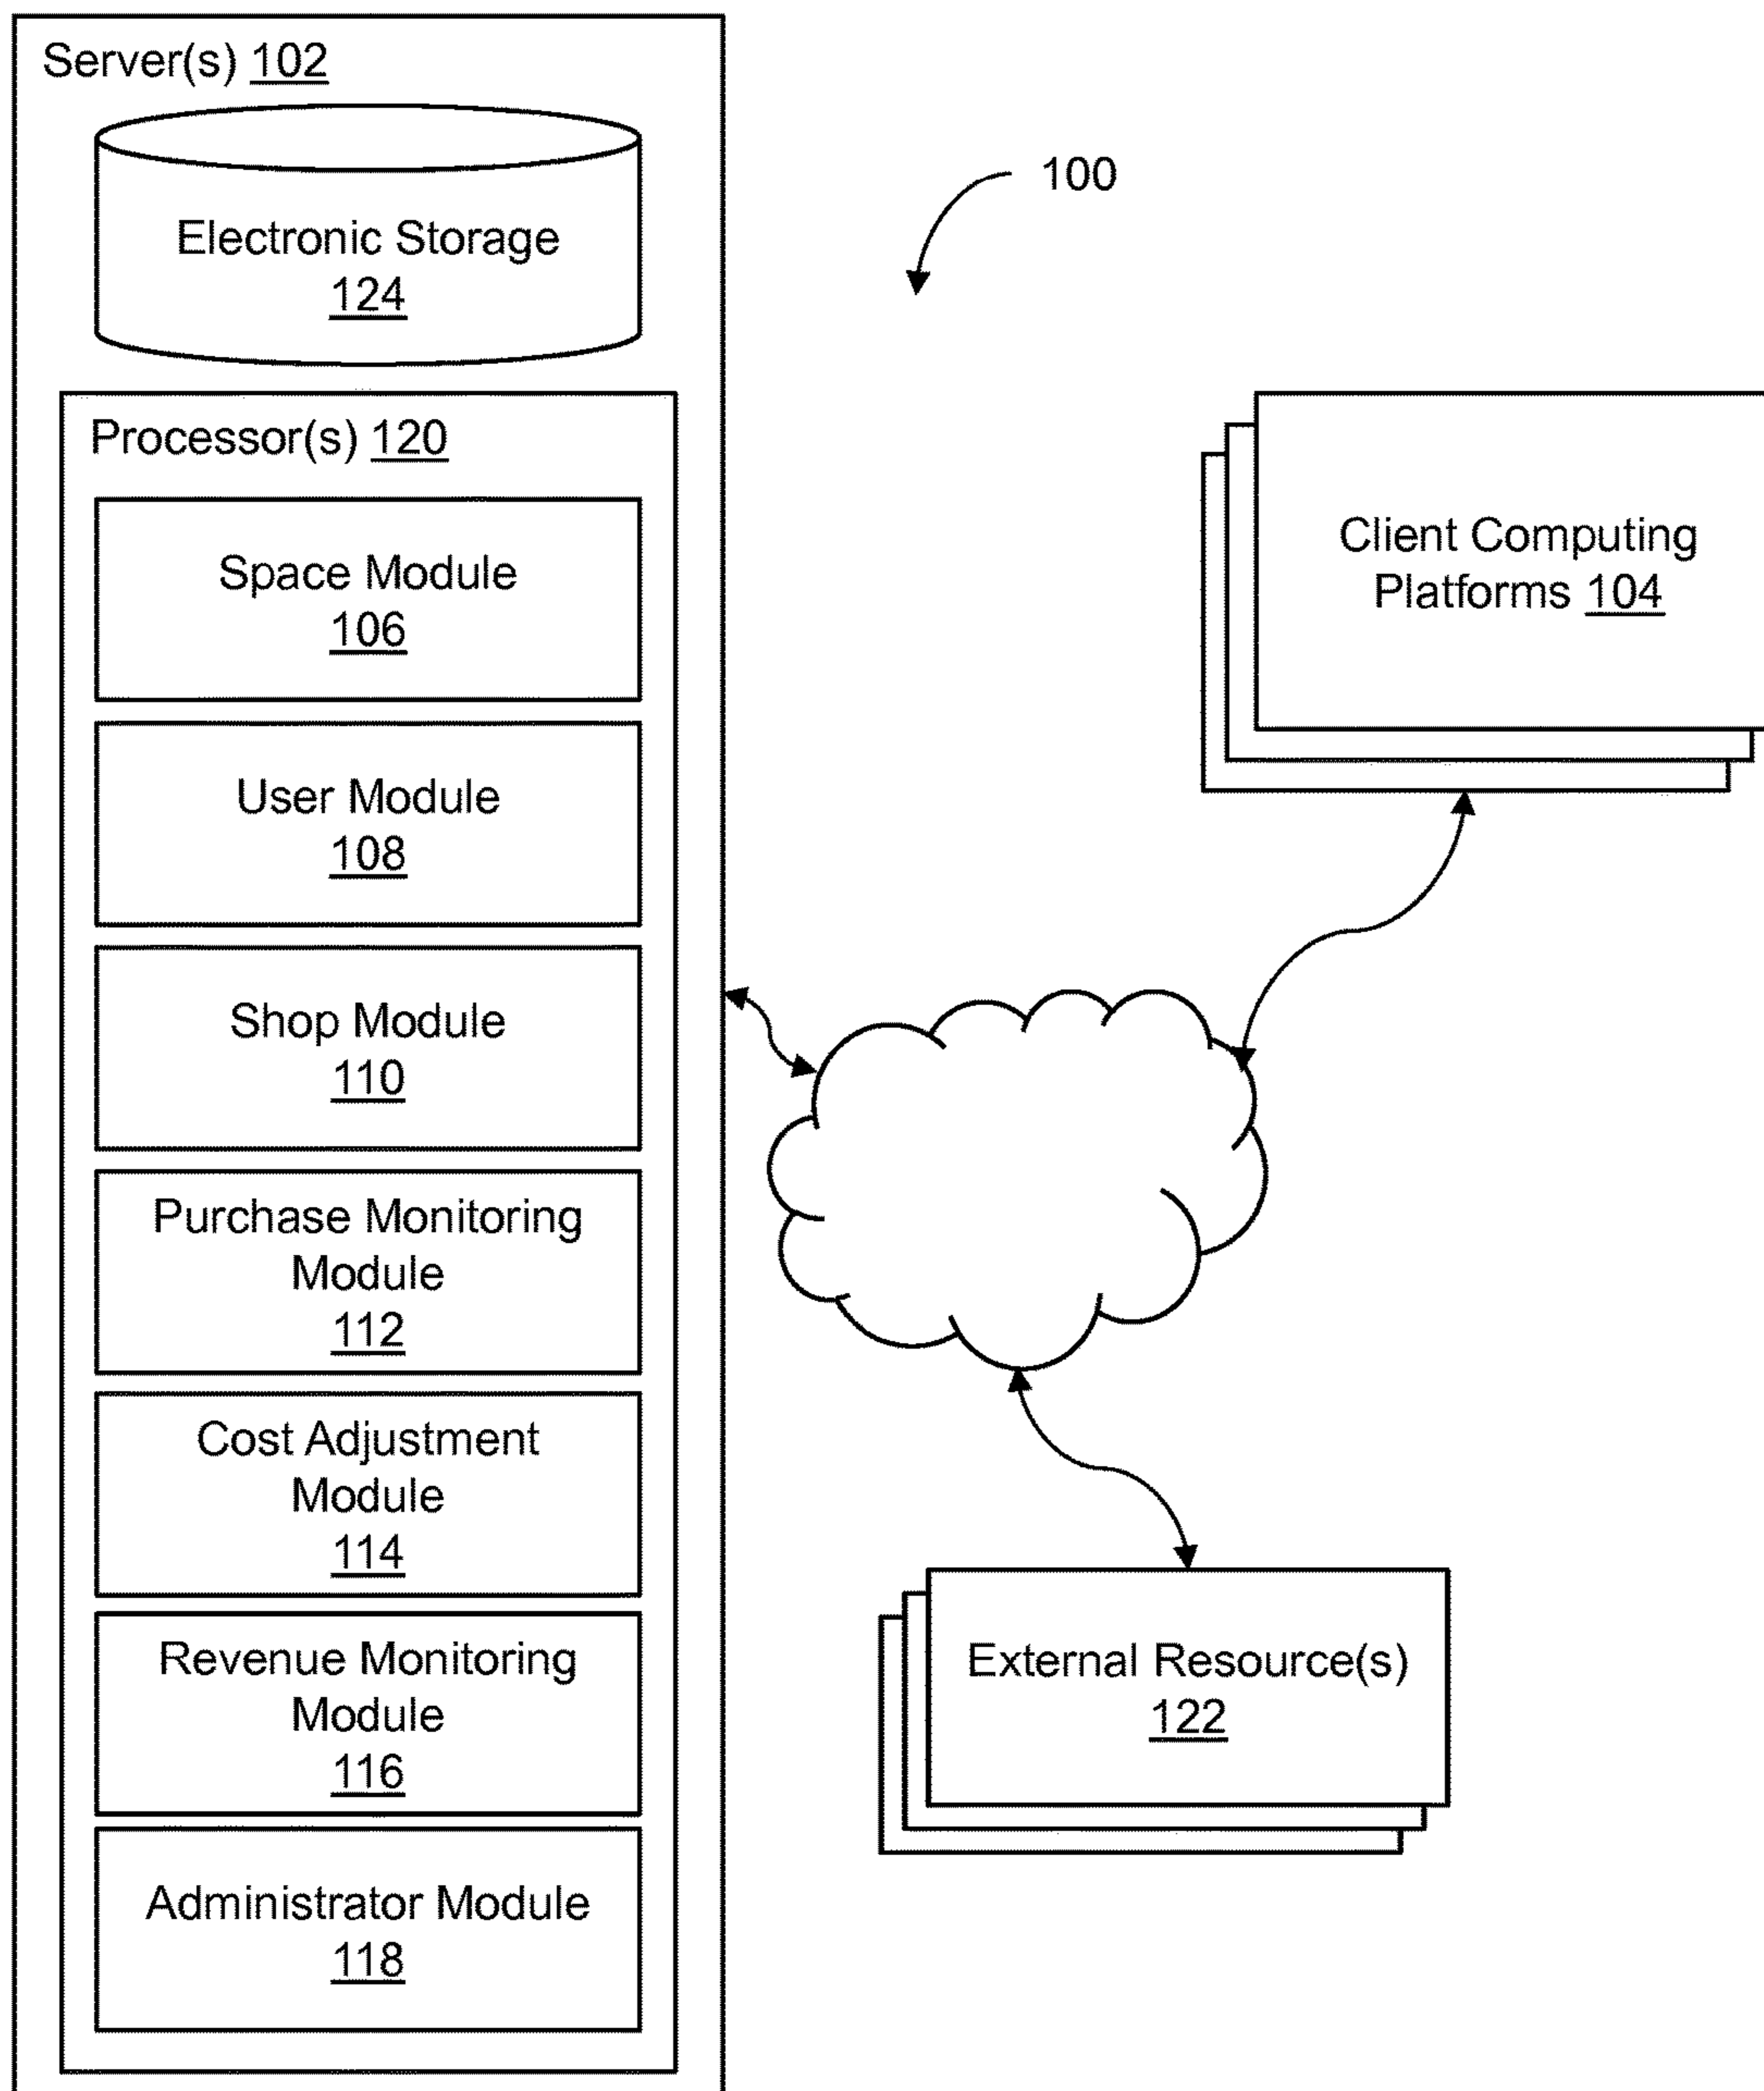 Server(s) 102
Electronic Storage
124
100
Processor(s) 120
Space Module
106
User Module
108
Shop Module
110
Purchase Monitoring
Module
112
Cost Adjustment
Module
114
Revenue Monitoring
Module
116
Administrator Module
118
Client Computing
Platforms 104
External Resource(s)
122